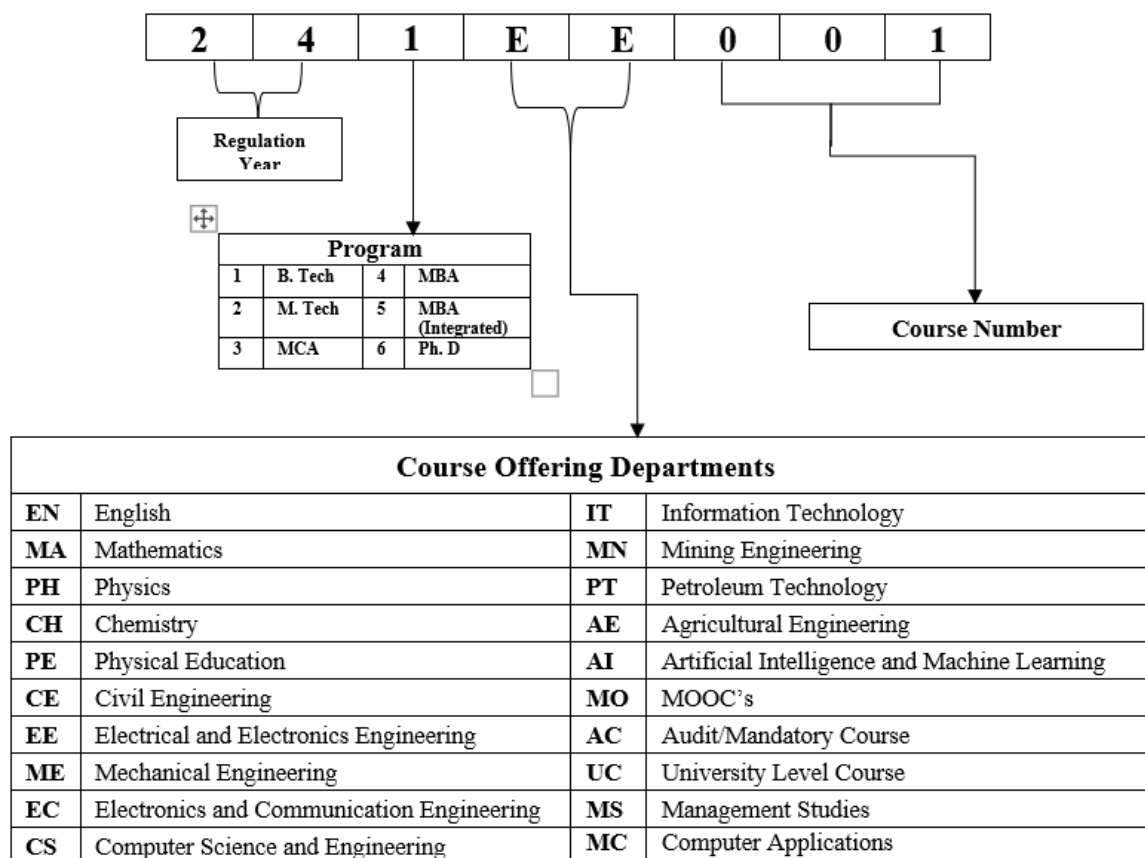 2 4 1 E E 0 0 1
Regulation
Year
Program
1 B. Tech 4 MBA
2 M. Tech 5 MBA
(Integrated)
3 MCA 6 Ph. D
Course Number
Course Offering Departments
EN English IT Information Technology
MA Mathematics MN Mining Engineering
PH Physics PT Petroleum Technology
CH Chemistry AE Agricultural Engineering
PE Physical Education AI Artificial Intelligence and Machine Learning
CE Civil Engineering MO MOOC’s
EE Electrical and Electronics Engineering AC Audit/Mandatory Course
ME Mechanical Engineering UC University Level Course
EC Electronics and Communication Engineering MS Management Studies
CS Computer Science and Engineering MC Computer Applications